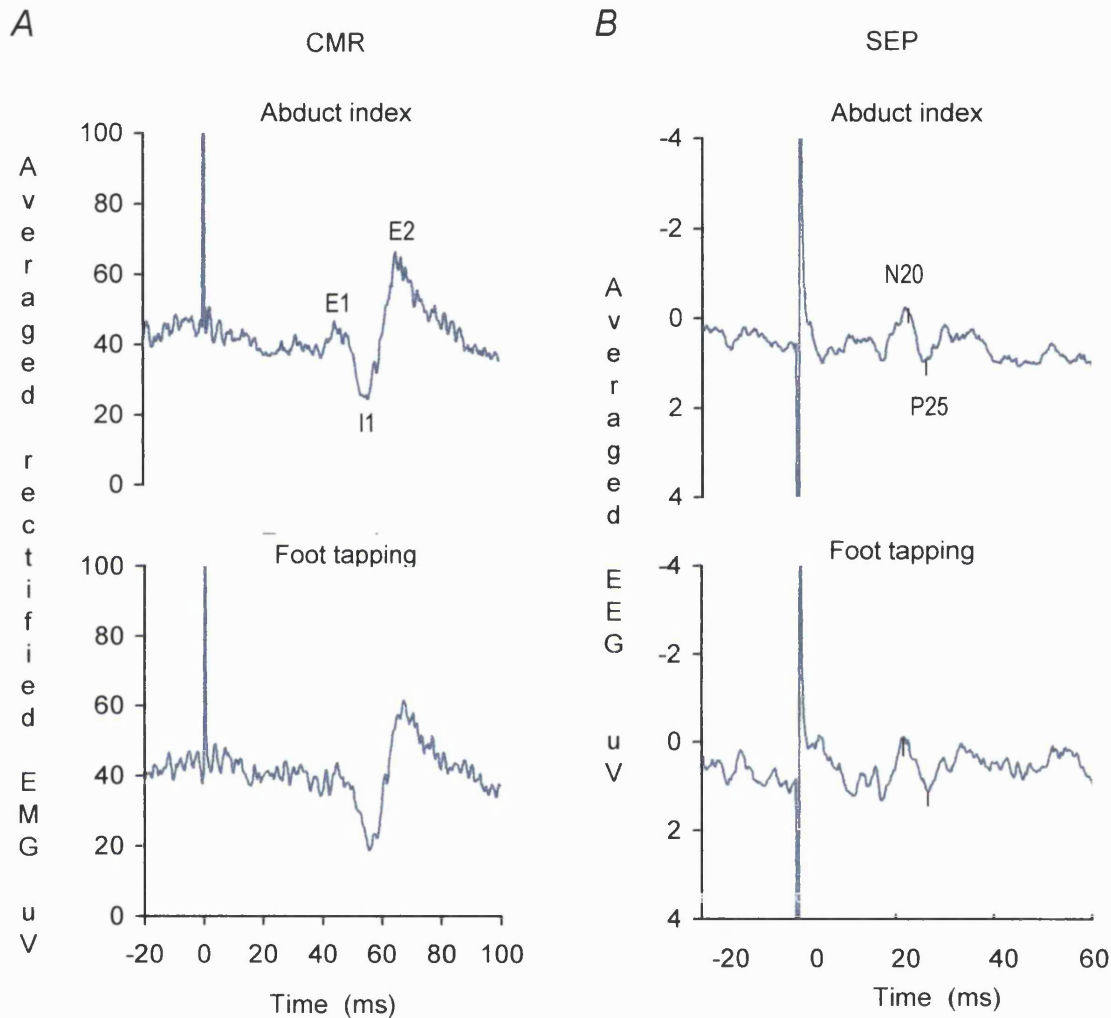 A
CMR
Abduct index
Averaged rectified EMG uV
100
80
60
40
20
0
E1
E2
I1
Foot tapping
100
80
60
40
20
0
-20 0 20 40 60 80 100
Time (ms)
B
SEP
Abduct index
Averaged EEG uV
-4
-2
0
2
4
N20
P25
Foot tapping
-4
-2
0
2
4
-20 0 20 40 60
Time (ms)